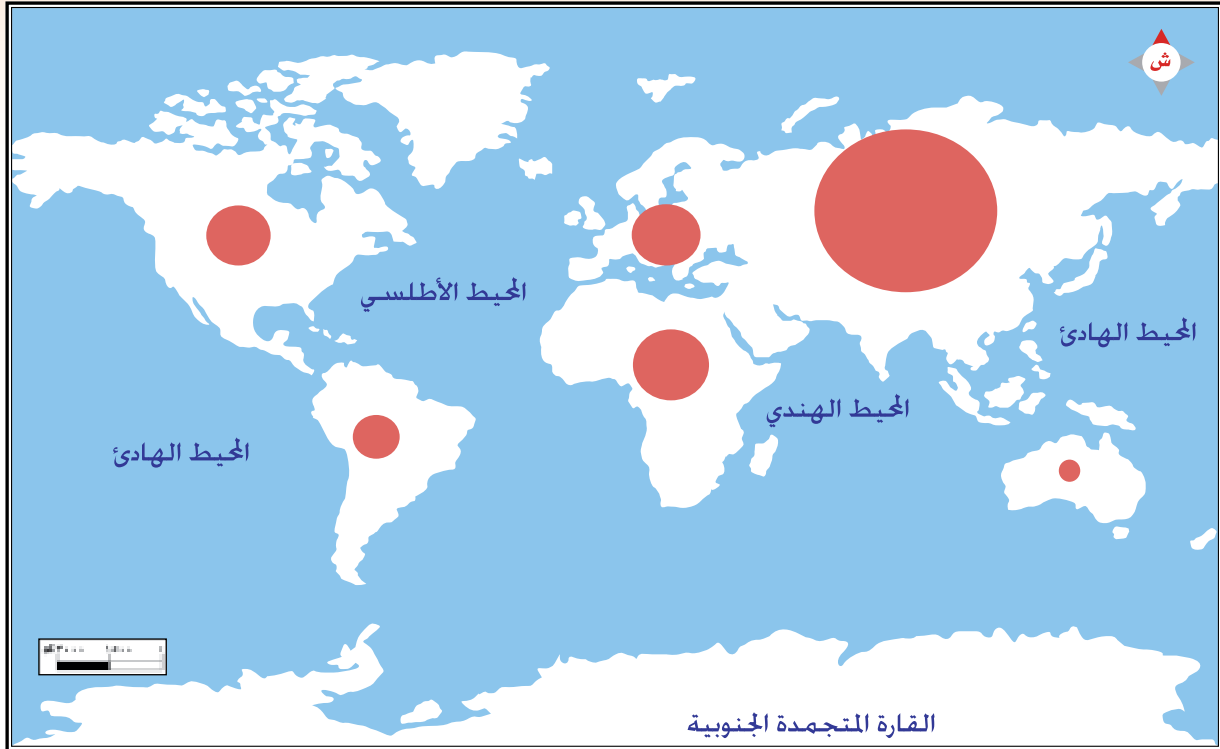 ش
المحيط الأطلسي
المحيط الهادئ
المحيط الهندي
المحيط الهادئ
القارة المتجمدة الجنوبية